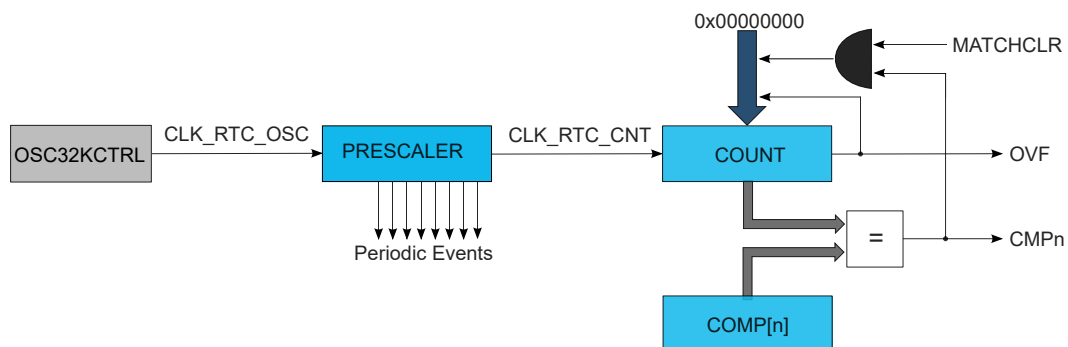 0x00000000
MATCHCLR
CLK_RTC_OSC
CLK_RTC_CNT
OSC32KCTRL
PRESCALER
COUNT
OVF
Periodic Events
=
CMPn
COMP[n]